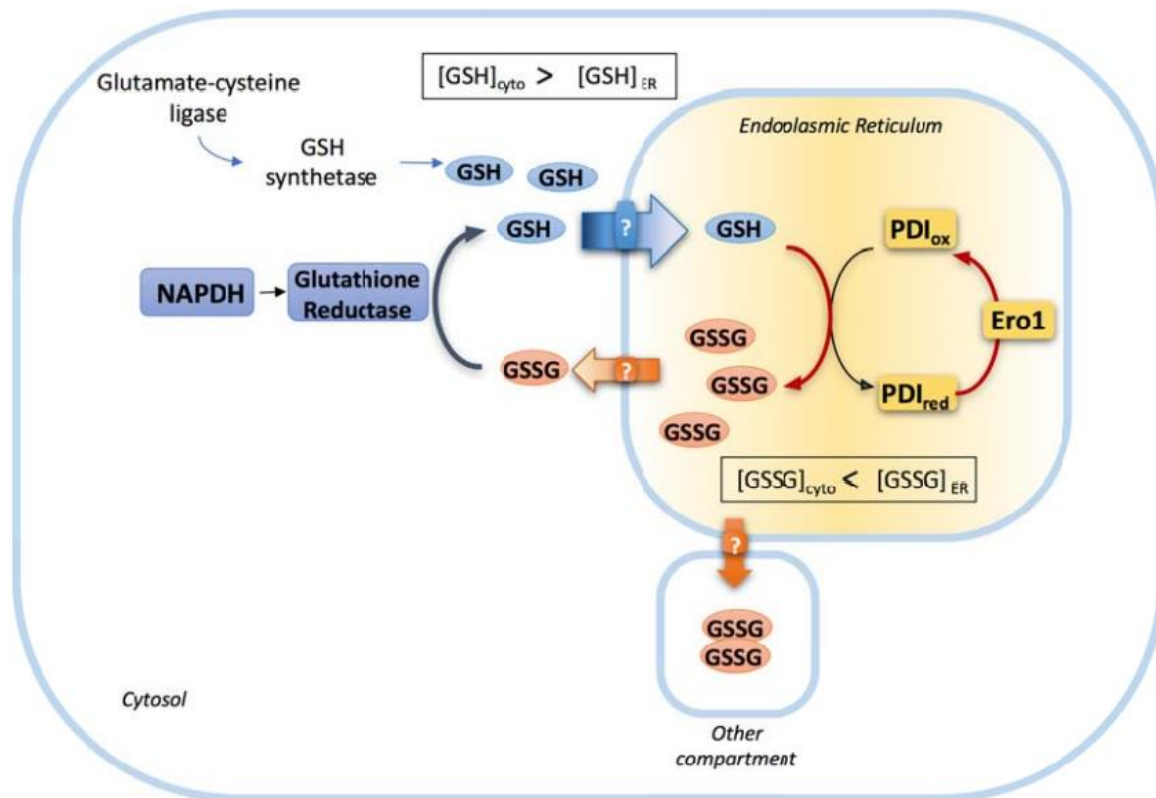 [GSH]cyto > [GSH] ER
Glutamate-cysteine
ligase
GSH
synthetase
GSH
GSH
GSH
?
NAPDH
Glutathione
Reductase
GSSG
?
Endoplasmic Reticulum
GSH
PDIox
Ero1
GSSG
GSSG
PDIred
GSSG
[GSSG]cyto < [GSSG] ER
?
GSSG
GSSG
Cytosol
Other
compartment